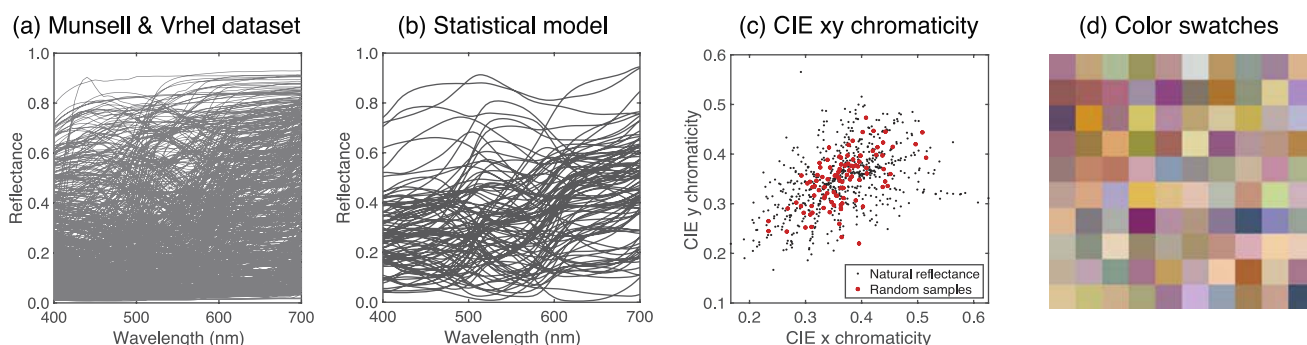 (a) Munsell & Vrhel dataset
1.0
0.8
0.6
0.4
0.2
0.0
Reflectance
400
500
600
700
Wavelength (nm)
(b) Statistical model
1.0
0.8
0.6
0.4
0.2
0.0
Reflectance
400
500
600
700
Wavelength (nm)
(c) CIE xy chromaticity
0.6
0.5
0.4
0.3
0.2
0.1
CIE y chromaticity
Natural reflectance
Random samples
0.2
0.3
0.4
0.5
0.6
CIE x chromaticity
(d) Color swatches